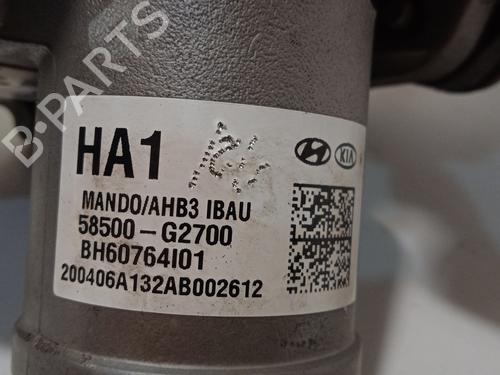 B-PARTS
HA1
KIA
MANDO/AHB3 IBAU
58500-G2700
BH60764I01
200406A132AB002612